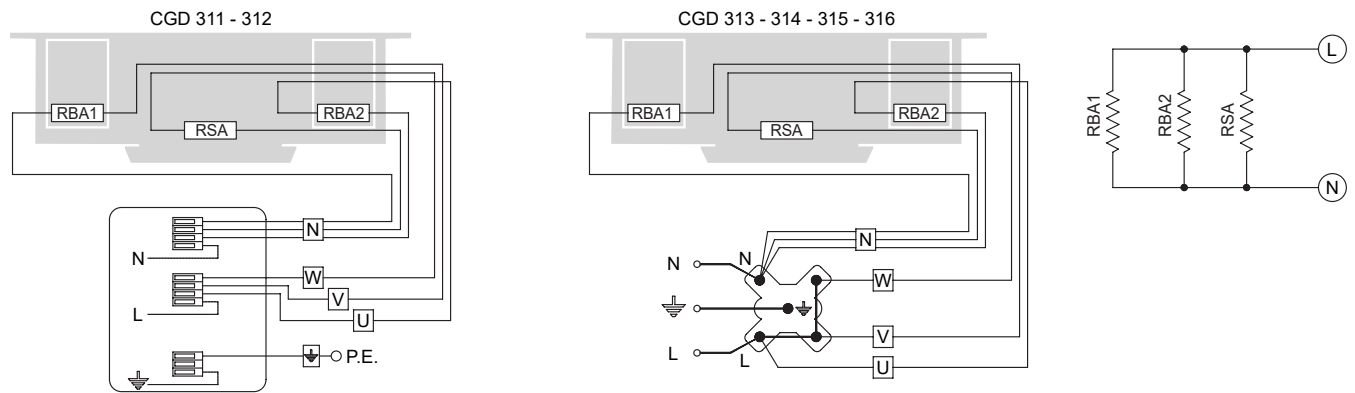 CGD 311 - 312
RBA1
RSA
RBA2
N
N
W
V
L
U
P.E.
CGD 313 - 314 - 315 - 316
RBA1
RSA
RBA2
N
N
N
W
V
L
L
U
RBA1
RBA2
RSA
L
N